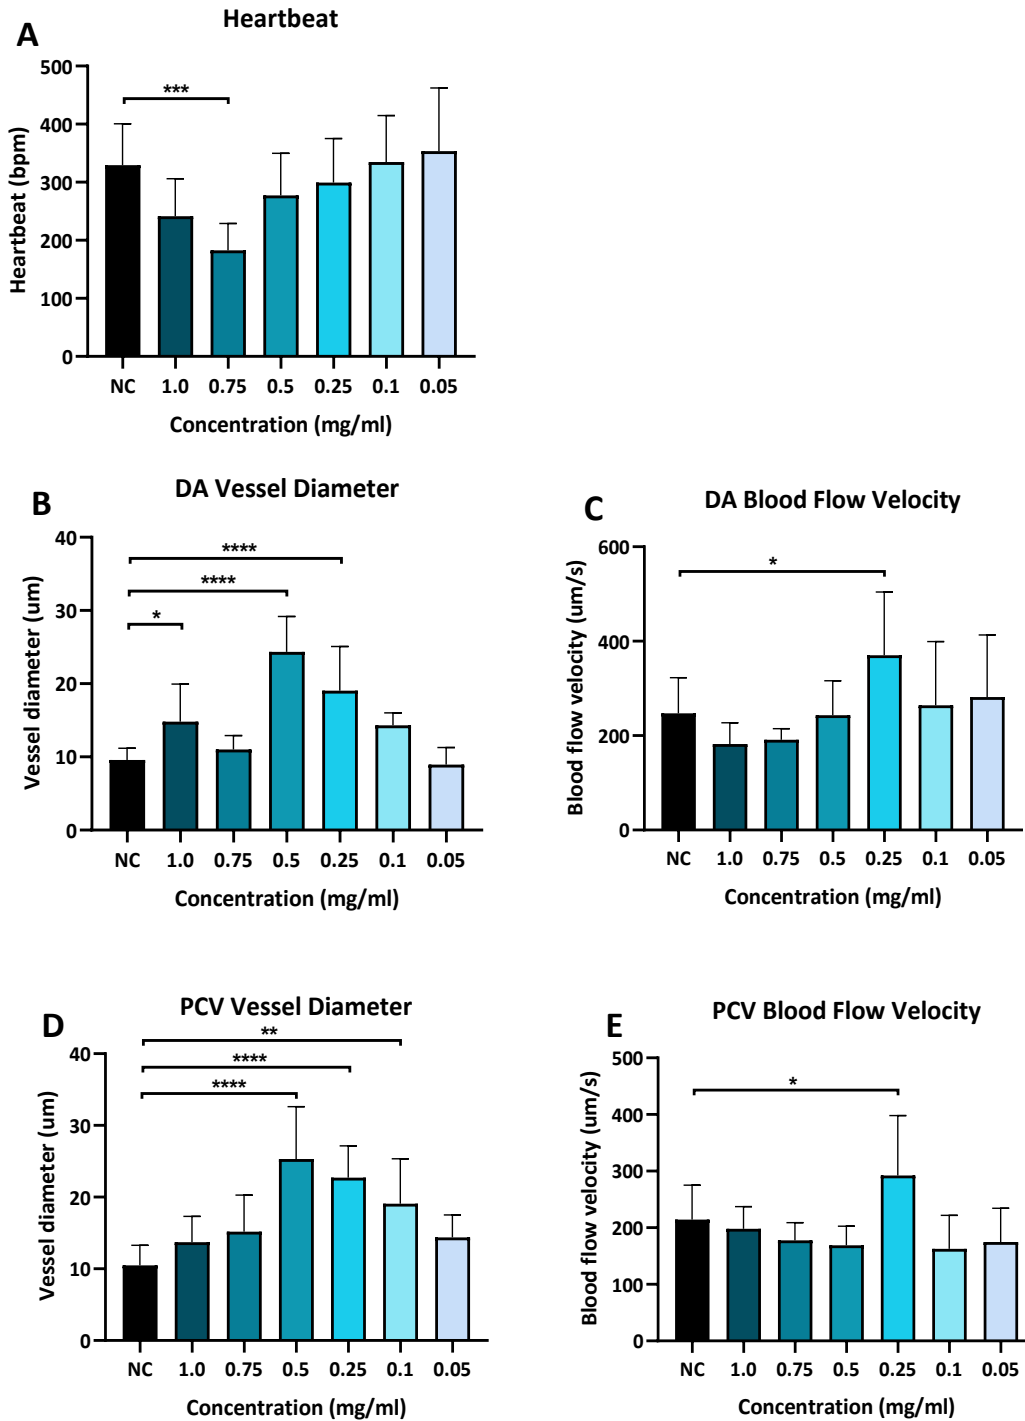 A
Heartbeat
Heartbeat (bpm)
500
400
300
200
100
0
***
NC 1.0 0.75 0.5 0.25 0.1 0.05
Concentration (mg/ml)
B
DA Vessel Diameter
Vessel diameter (um)
40
30
20
10
0
****
****
*
NC 1.0 0.75 0.5 0.25 0.1 0.05
Concentration (mg/ml)
C
DA Blood Flow Velocity
Blood flow velocity (um/s)
600
400
200
0
*
NC 1.0 0.75 0.5 0.25 0.1 0.05
Concentration (mg/ml)
D
PCV Vessel Diameter
Vessel diameter (um)
40
30
20
10
0
**
****
****
NC 1.0 0.75 0.5 0.25 0.1 0.05
Concentration (mg/ml)
E
PCV Blood Flow Velocity
Blood flow velocity (um/s)
500
400
300
200
100
0
*
NC 1.0 0.75 0.5 0.25 0.1 0.05
Concentration (mg/ml)